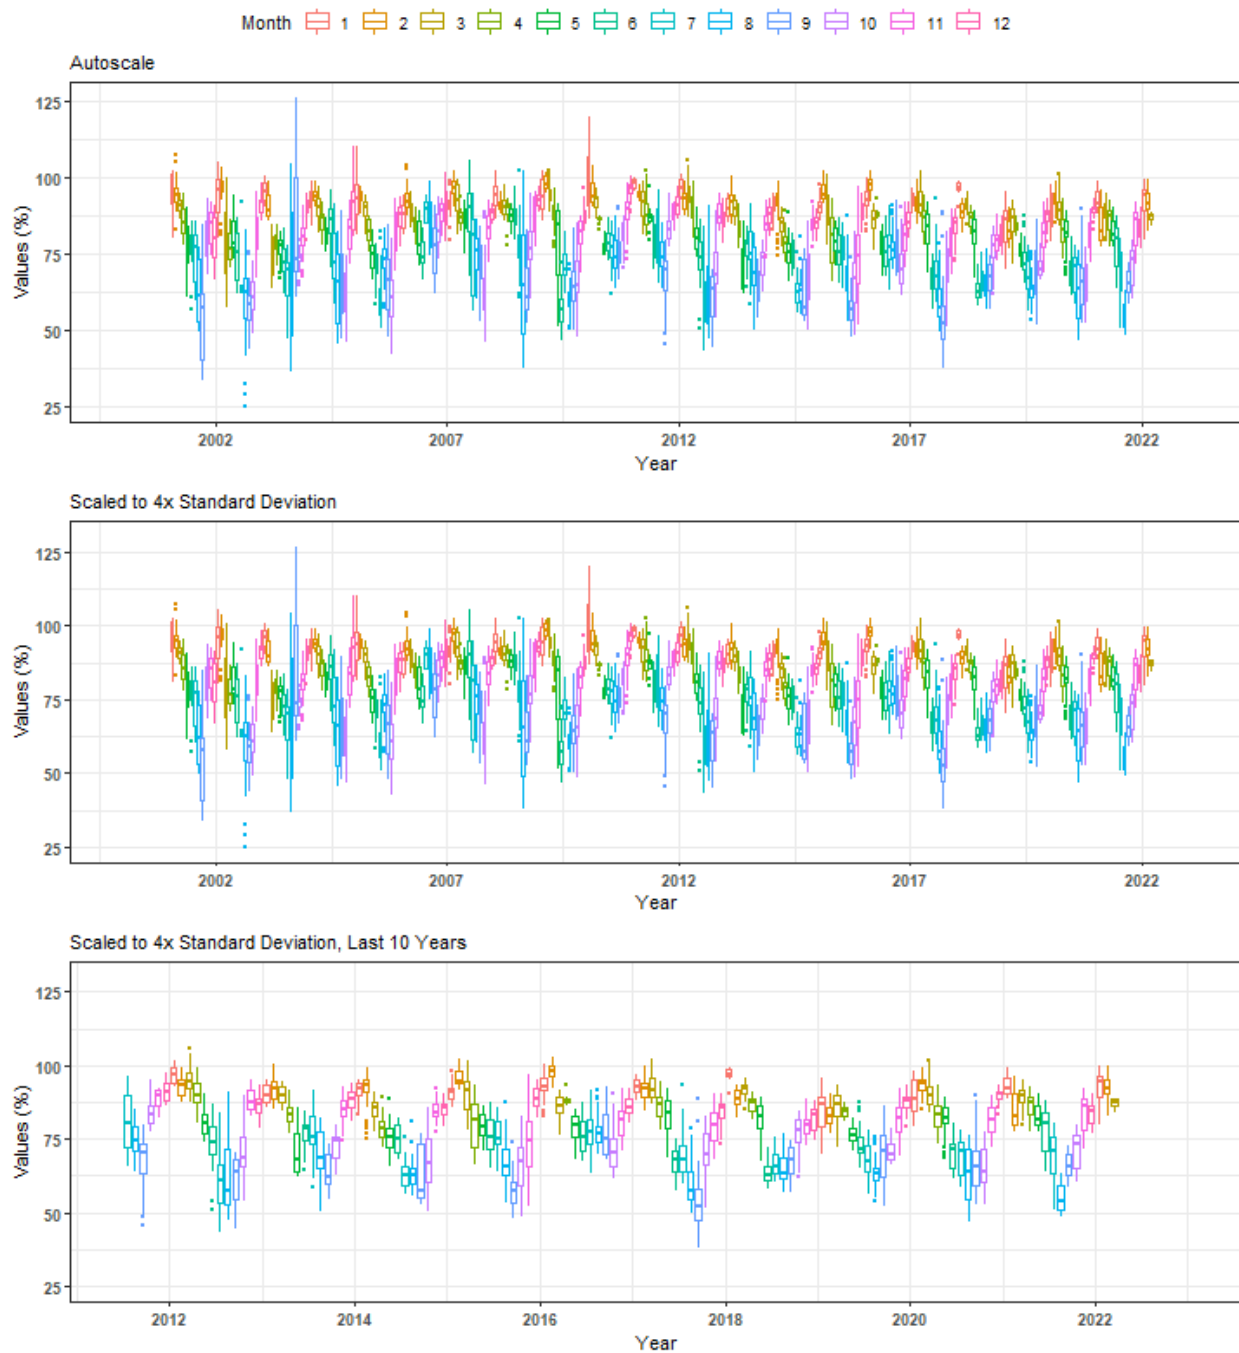 Month 1 2 3 4 5 6 7 8 9 10 11 12
Autoscale
125
100
75
50
25
Values (%)
2002 2007 2012 2017 2022
Year
Scaled to 4x Standard Deviation
125
100
75
50
25
Values (%)
2002 2007 2012 2017 2022
Year
Scaled to 4x Standard Deviation, Last 10 Years
125
100
75
50
25
Values (%)
2012 2014 2016 2018 2020 2022
Year